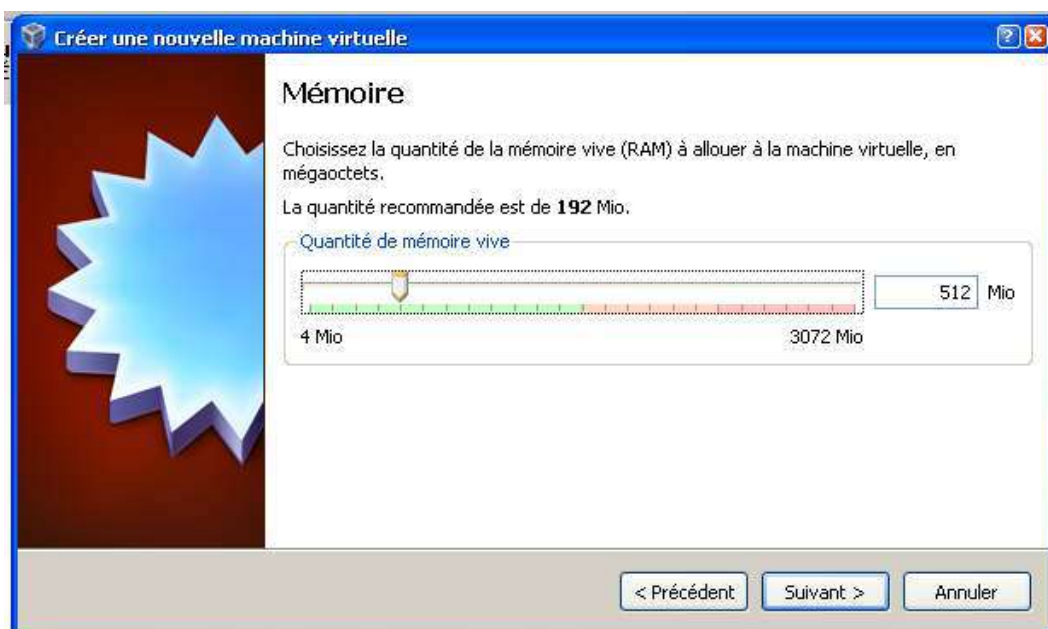 Créer une nouvelle machine virtuelle
Mémoire
Choisissez la quantité de la mémoire vive (RAM) à allouer à la machine virtuelle, en
mégaoctets.
La quantité recommandée est de 192 Mio.
Quantité de mémoire vive
512 Mio
4 Mio 3072 Mio
< Précédent Suivant > Annuler